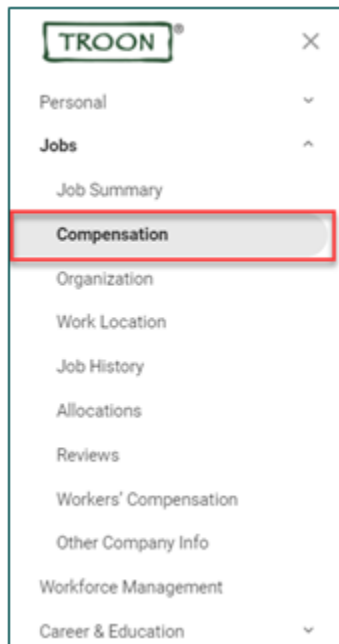 TROON®
Personal
Jobs
Job Summary
Compensation
Organization
Work Location
Job History
Allocations
Reviews
Workers' Compensation
Other Company Info
Workforce Management
Career & Education